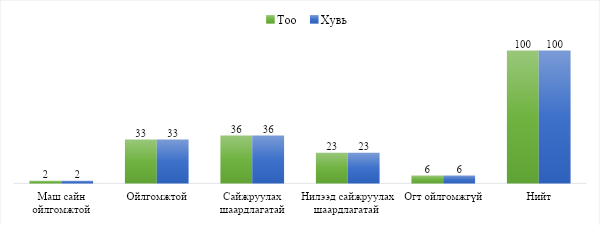 Тоо Хувь
100 100
36 36
33 33
23 23
6 6
2 2
Маш сайн ойлгомжтой
Ойлгомжтой
Сайжруулах шаардлагатай
Нилээд сайжруулах шаардлагатай
Огт ойлгомжгүй
Нийт